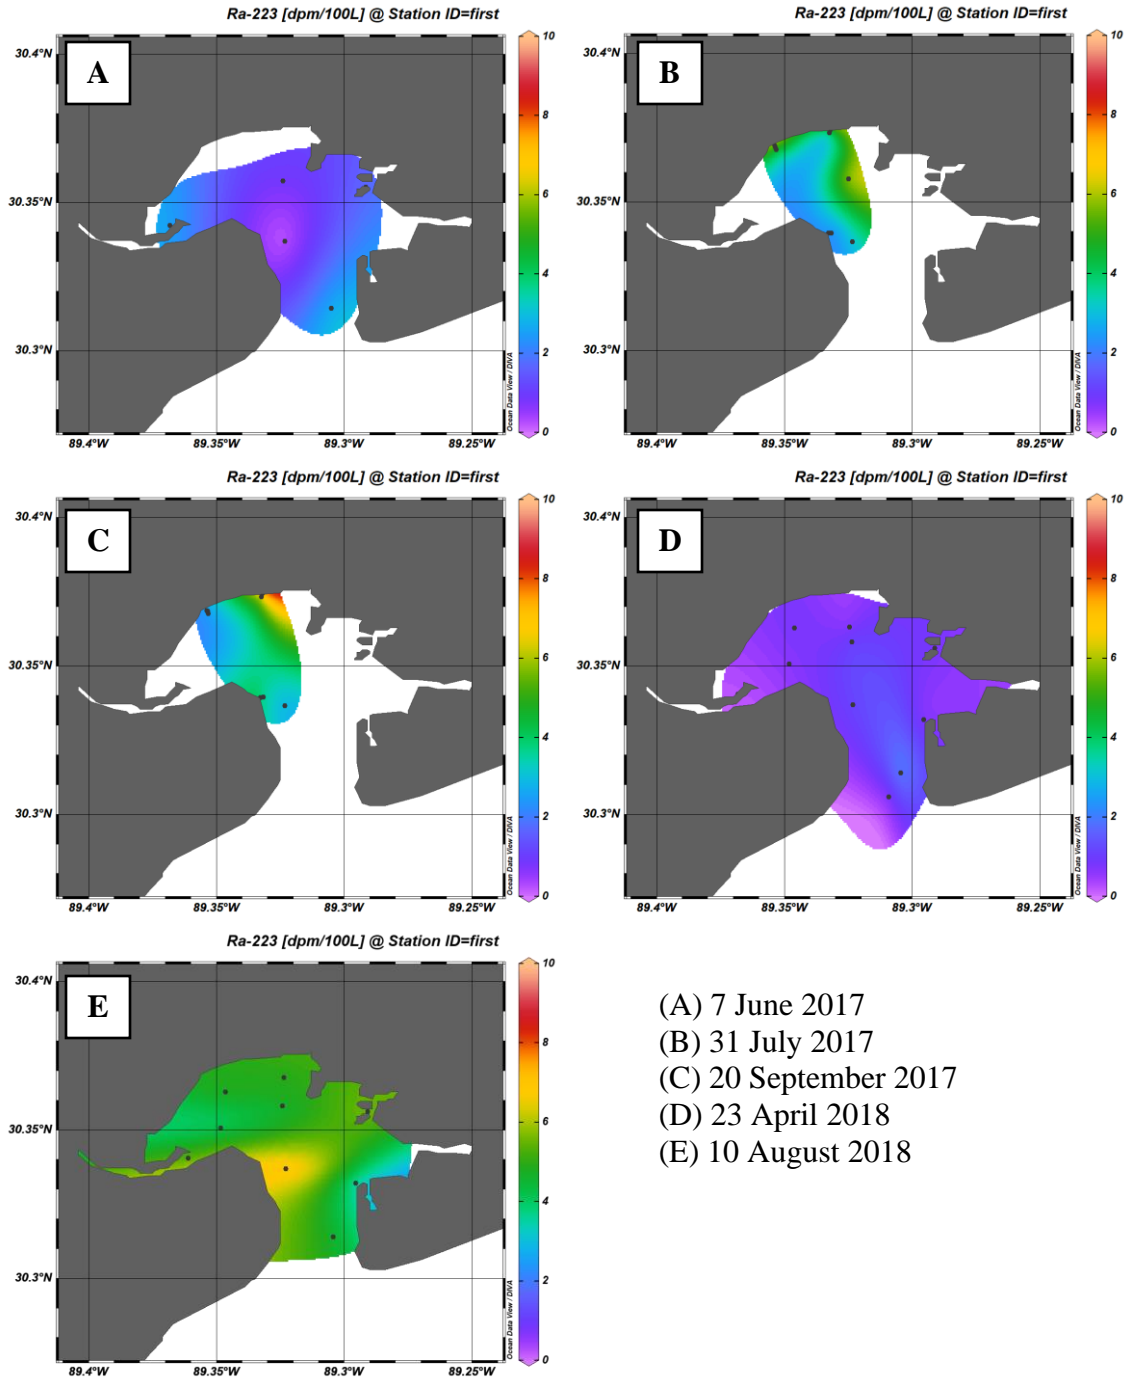 Ra-223 [dpm/100L] @ Station ID=first
Ra-223 [dpm/100L] @ Station ID=first
A
30.4°N
30.35°N
30.3°N
89.4°W
89.35°W
89.3°W
89.25°W
10
8
6
4
2
0
Ocean Data View / DIVA
B
30.4°N
30.35°N
30.3°N
89.4°W
89.35°W
89.3°W
89.25°W
10
8
6
4
2
0
Ocean Data View / DIVA
Ra-223 [dpm/100L] @ Station ID=first
Ra-223 [dpm/100L] @ Station ID=first
C
30.4°N
30.35°N
30.3°N
89.4°W
89.35°W
89.3°W
89.25°W
10
8
6
4
2
0
Ocean Data View / DIVA
D
30.4°N
30.35°N
30.3°N
89.4°W
89.35°W
89.3°W
89.25°W
10
8
6
4
2
0
Ocean Data View / DIVA
Ra-223 [dpm/100L] @ Station ID=first
E
30.4°N
30.35°N
30.3°N
89.4°W
89.35°W
89.3°W
89.25°W
10
8
6
4
2
0
Ocean Data View / DIVA
(A) 7 June 2017
(B) 31 July 2017
(C) 20 September 2017
(D) 23 April 2018
(E) 10 August 2018